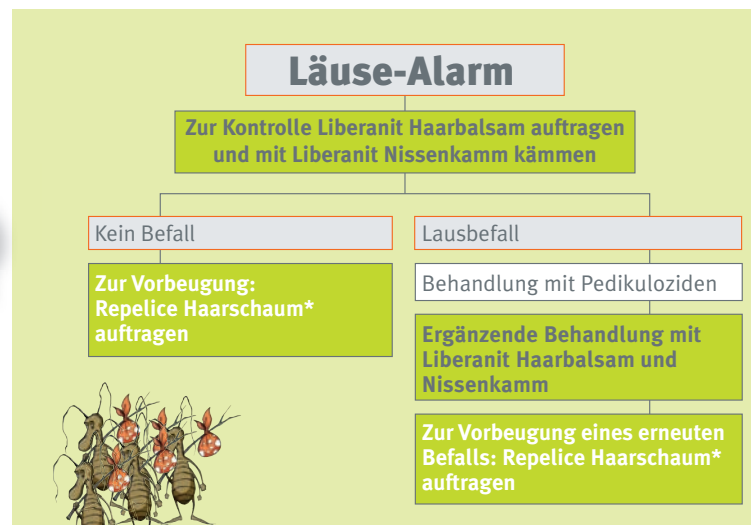 Läuse-Alarm
Zur Kontrolle Liberanit Haarbalsam auftragen
und mit Liberanit Nissenkamm kämmen
Kein Befall
Zur Vorbeugung:
Repelice Haarschaum*
auftragen
Lausbefall
Behandlung mit Pedikuloziden
Ergänzende Behandlung mit
Liberanit Haarbalsam und
Nissenkamm
Zur Vorbeugung eines erneuten
Befalls: Repelice Haarschaum*
auftragen